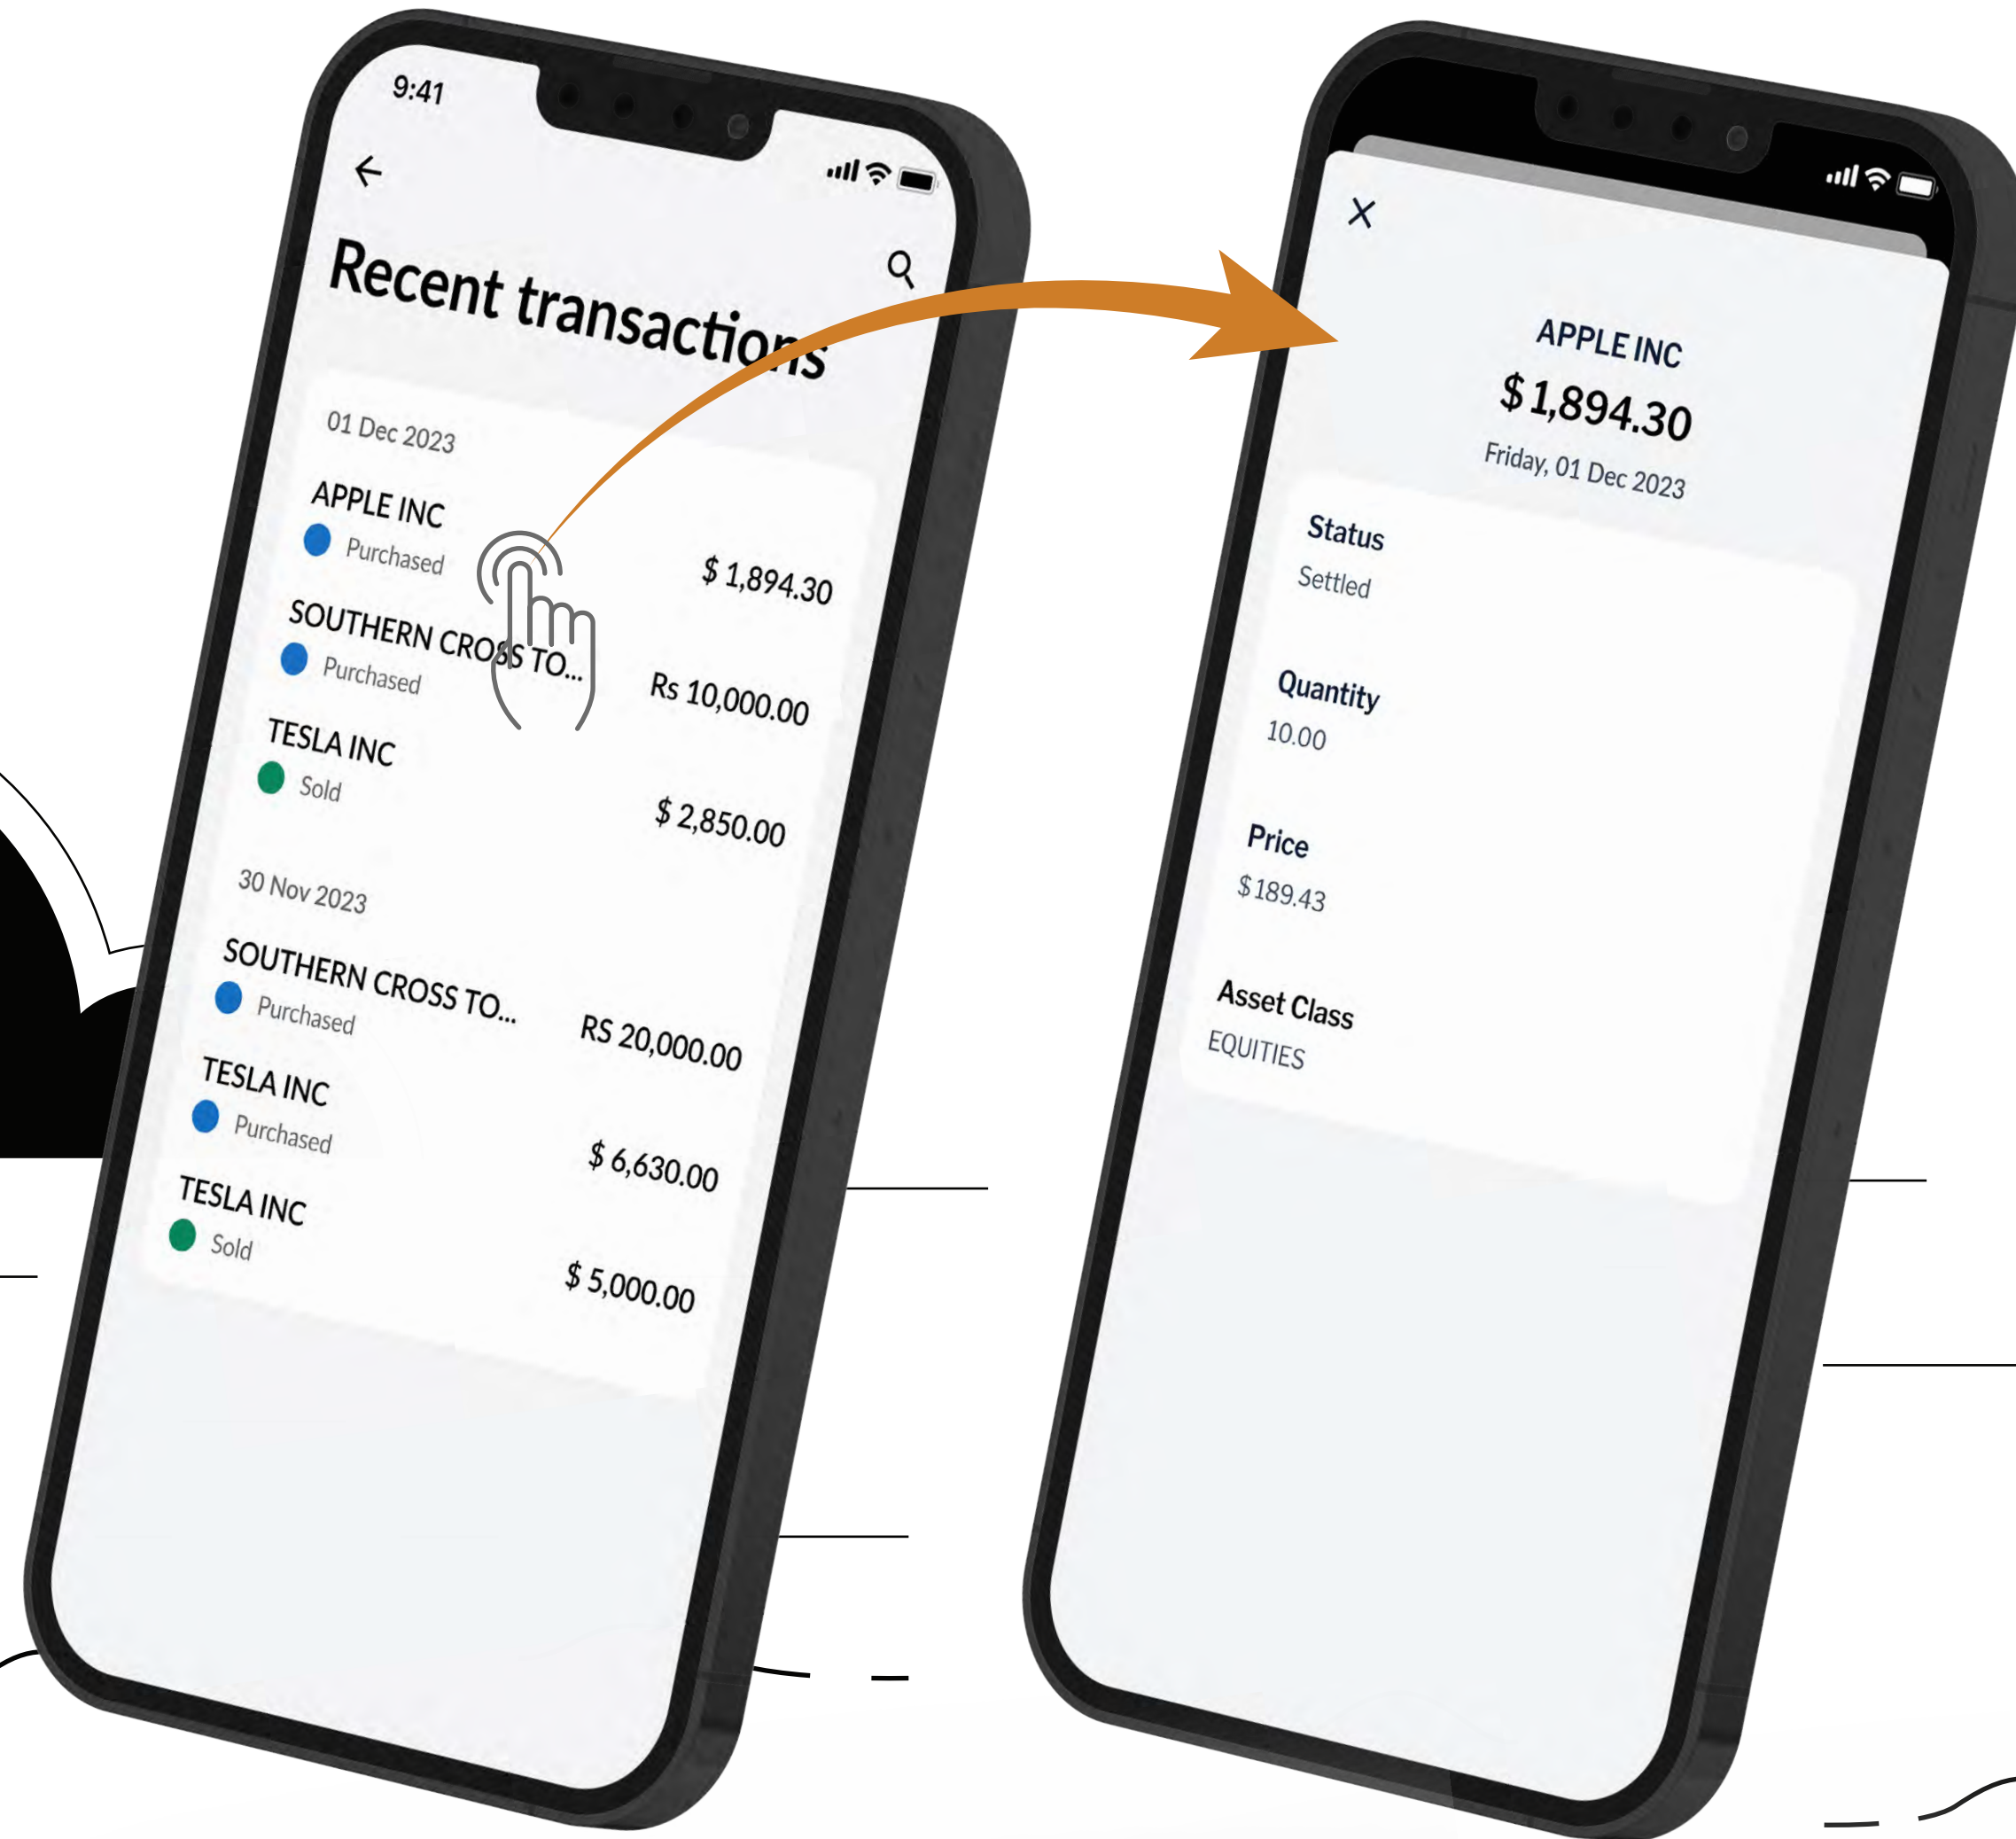 9:41
Recent transactions
01 Dec 2023
APPLE INC
Purchased
$ 1,894.30
SOUTHERN CROSS TO...
Purchased
Rs 10,000.00
TESLA INC
Sold
$ 2,850.00
30 Nov 2023
SOUTHERN CROSS TO...
Purchased
RS 20,000.00
TESLA INC
Purchased
$ 6,630.00
TESLA INC
Sold
$ 5,000.00
APPLE INC
$1,894.30
Friday, 01 Dec 2023
Status
Settled
Quantity
10.00
Price
$189.43
Asset Class
EQUITIES